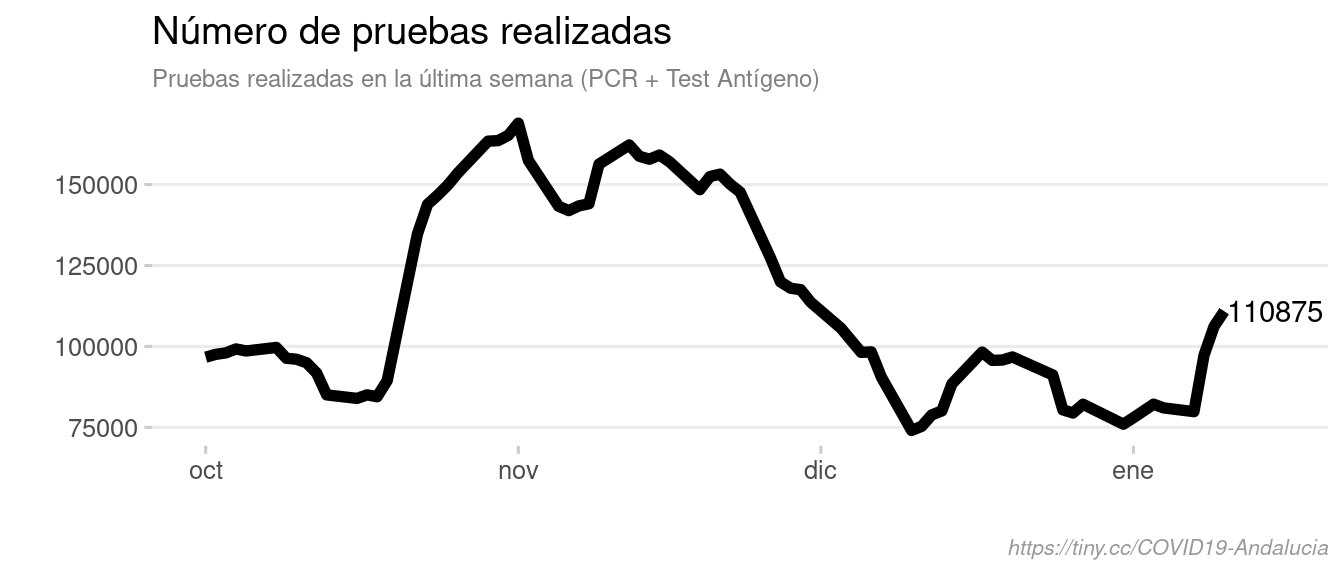 Número de pruebas realizadas
Pruebas realizadas en la última semana (PCR + Test Antígeno)
150000
125000
110875
100000
75000
oct nov dic ene
https://tiny.cc/COVID19-Andalucia